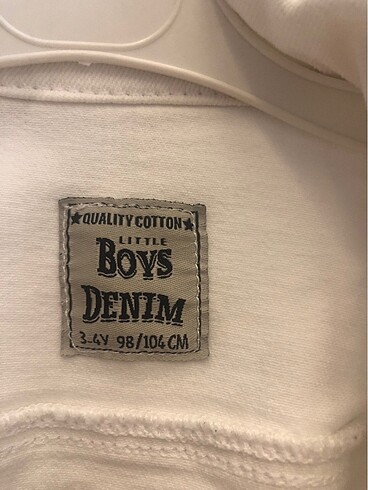 ★QUALITY COTTON★
LITTLE
BOYS
DENIM
3-4Y 98/104 CM